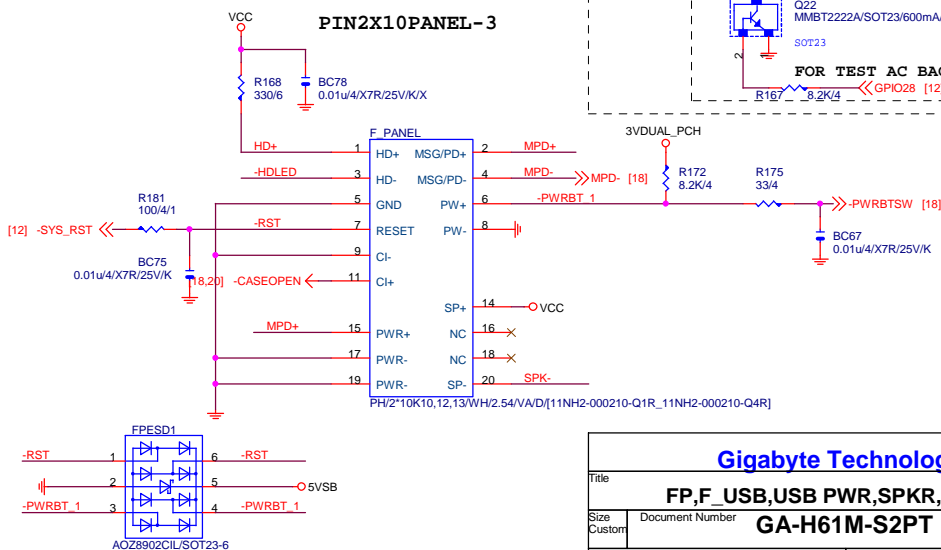 PIN2X10PANEL-3
VCC
R168
330/6
BC78
0.01u/4/X7R/25V/K/X
Q22
MMBT2222A/SOT23/600mA/
SOT23
2
1
FOR TEST AC BAC
R167 8.2K/4
GPIO28 [12
F_PANEL
HD+ 1 HD+ MSG/PD+ 2 MPD+
-HDLED 3 HD- MSG/PD- 4 MPD- MPD- [18]
5 GND PW+ 6 -PWRBT_1
-RST 7 RESET PW- 8
9 CI-
[18,20] -CASEOPEN 11 CI+
SP+ 14 VCC
MPD+ 15 PWR+ NC 16
17 PWR- NC 18
19 PWR- SP- 20 SPK-
PH/2*10K10,12,13/WH/2.54/VA/D/[11NH2-000210-Q1R_11NH2-000210-Q4R]
3VDUAL_PCH
R172
8.2K/4
R175
33/4
-PWRBTSW [18]
BC67
0.01u/4/X7R/25V/K
R181
100/4/1
[12] -SYS_RST
BC75
0.01u/4/X7R/25V/K
FPESD1
-RST 1 6 -RST
2 5 5VSB
-PWRBT_1 3 4 -PWRBT_1
AOZ8902CIL/SOT23-6
Gigabyte Technolog
Title
FP,F_USB,USB PWR,SPKR,
Size
Custom
Document Number
GA-H61M-S2PT